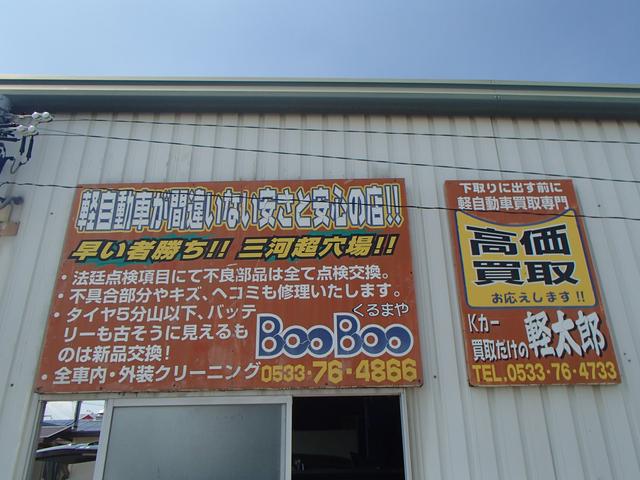 軽自動車が間違いない安さと安心の店!!
早い者勝ち!! 三河超穴場!!
・法廷点検項目にて不良部品は全て点検交換。
・不具合部分やキズ、ヘコミも修理いたします。
・タイヤ5分山以下、バッテ
リーも古そうに見えるも
のは新品交換!
・全車内・外装クリーニング
くるまや
BooBoo
0533・76・4866
下取りに出す前に
軽自動車買取専門
高価
買取
お応えします!!
Kカー
買取だけの軽太郎
TEL.0533・76・4733